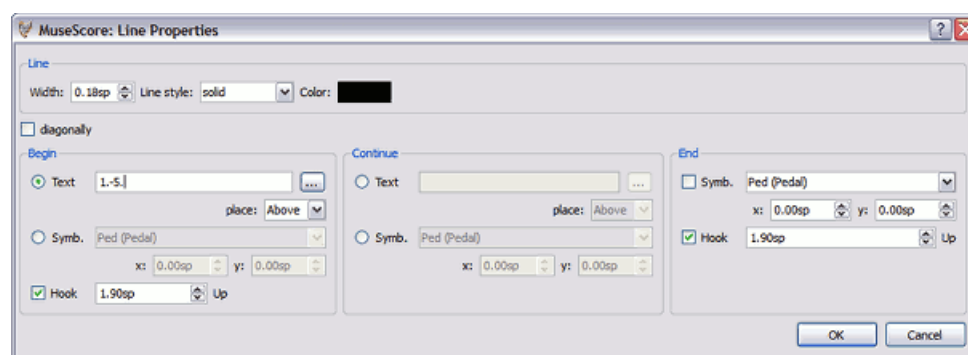 MuseScore: Line Properties
Line
Width: 0.18sp Line style: solid Color:
diagonally
Begin
Text 1.-5. ...
place: Above
Symb. Ped (Pedal)
x: 0.00sp y: 0.00sp
Hook 1.90sp Up
Continue
Text ...
place: Above
Symb. Ped (Pedal)
x: 0.00sp y: 0.00sp
End
Symb. Ped (Pedal)
x: 0.00sp y: 0.00sp
Hook 1.90sp Up
OK Cancel